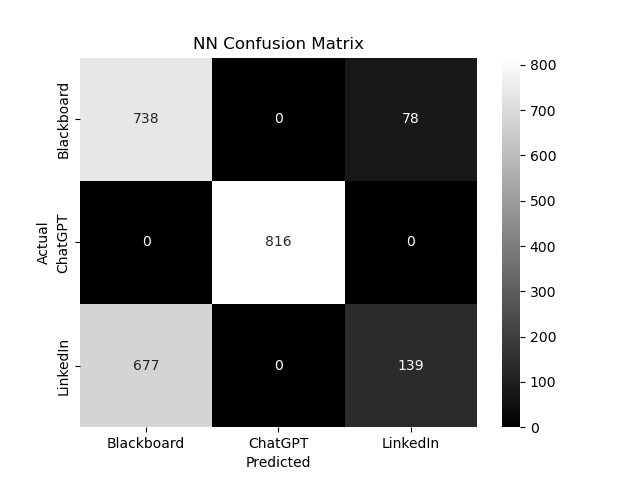 NN Confusion Matrix
Actual
Blackboard
ChatGPT
LinkedIn
738 0 78
0 816 0
677 0 139
Blackboard ChatGPT LinkedIn
Predicted
800
700
600
500
400
300
200
100
0